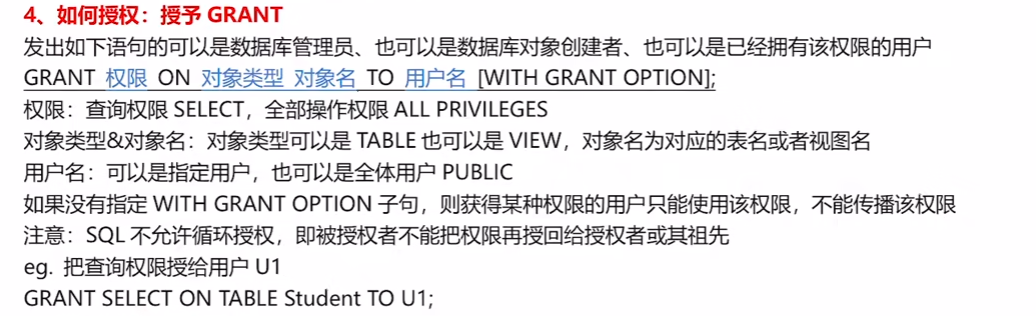 4、如何授权：授予 GRANT
发出如下语句的可以是数据库管理员、也可以是数据库对象创建者、也可以是已经拥有该权限的用户
GRANT 权限 ON 对象类型 对象名 TO 用户名 [WITH GRANT OPTION];
权限：查询权限 SELECT，全部操作权限 ALL PRIVILEGES
对象类型&对象名：对象类型可以是 TABLE 也可以是 VIEW，对象名为对应的表名或者视图名
用户名：可以是指定用户，也可以是全体用户 PUBLIC
如果没有指定 WITH GRANT OPTION 子句，则获得某种权限的用户只能使用该权限，不能传播该权限
注意：SQL 不允许循环授权，即被授权者不能把权限再授回给授权者或其祖先
eg. 把查询权限授给用户 U1
GRANT SELECT ON TABLE Student TO U1;